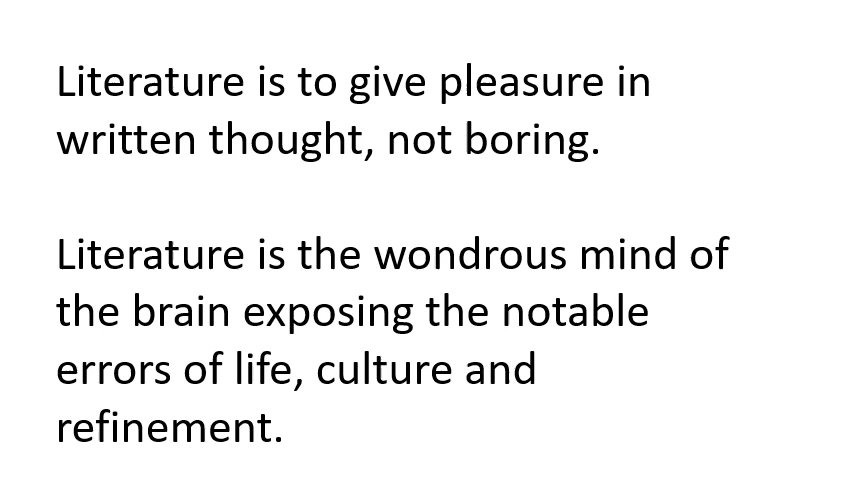 Literature is to give pleasure in
written thought, not boring.
Literature is the wondrous mind of
the brain exposing the notable
errors of life, culture and
refinement.